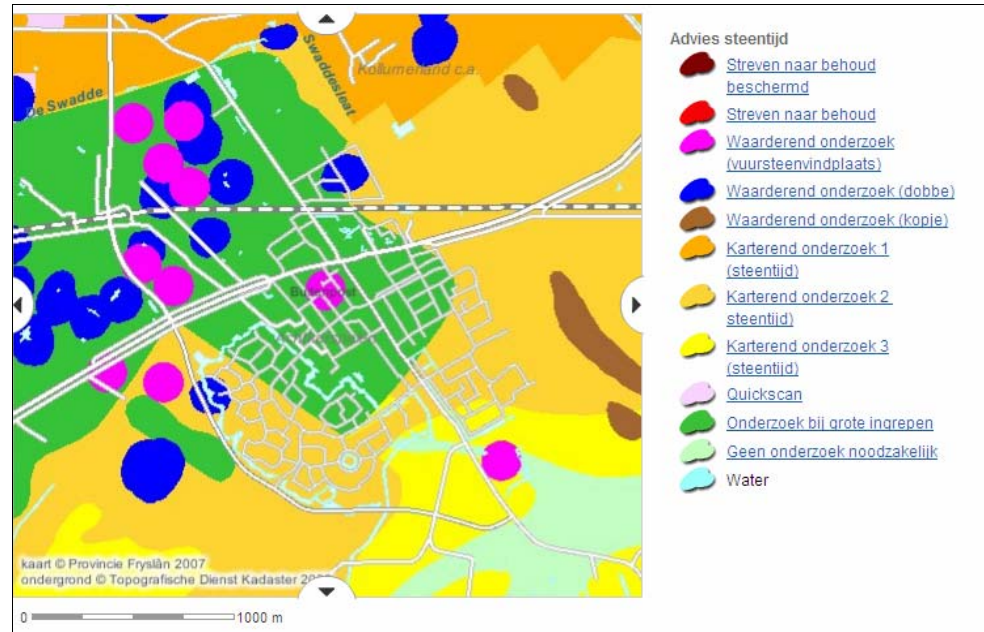 De Swadde
Swaddesleat
Kollumerland c.a.
Buitenpost
kaart © Provincie Fryslân 2007
ondergrond © Topografische Dienst Kadaster
0
1000 m
Advies steentijd
Streven naar behoud
beschermd
Streven naar behoud
Waarderend onderzoek
(vuursteenvindplaats)
Waarderend onderzoek (dobbe)
Waarderend onderzoek (kopje)
Karterend onderzoek 1
(steentijd)
Karterend onderzoek 2
steentijd)
Karterend onderzoek 3
(steentijd)
Quickscan
Onderzoek bij grote ingrepen
Geen onderzoek noodzakelijk
Water